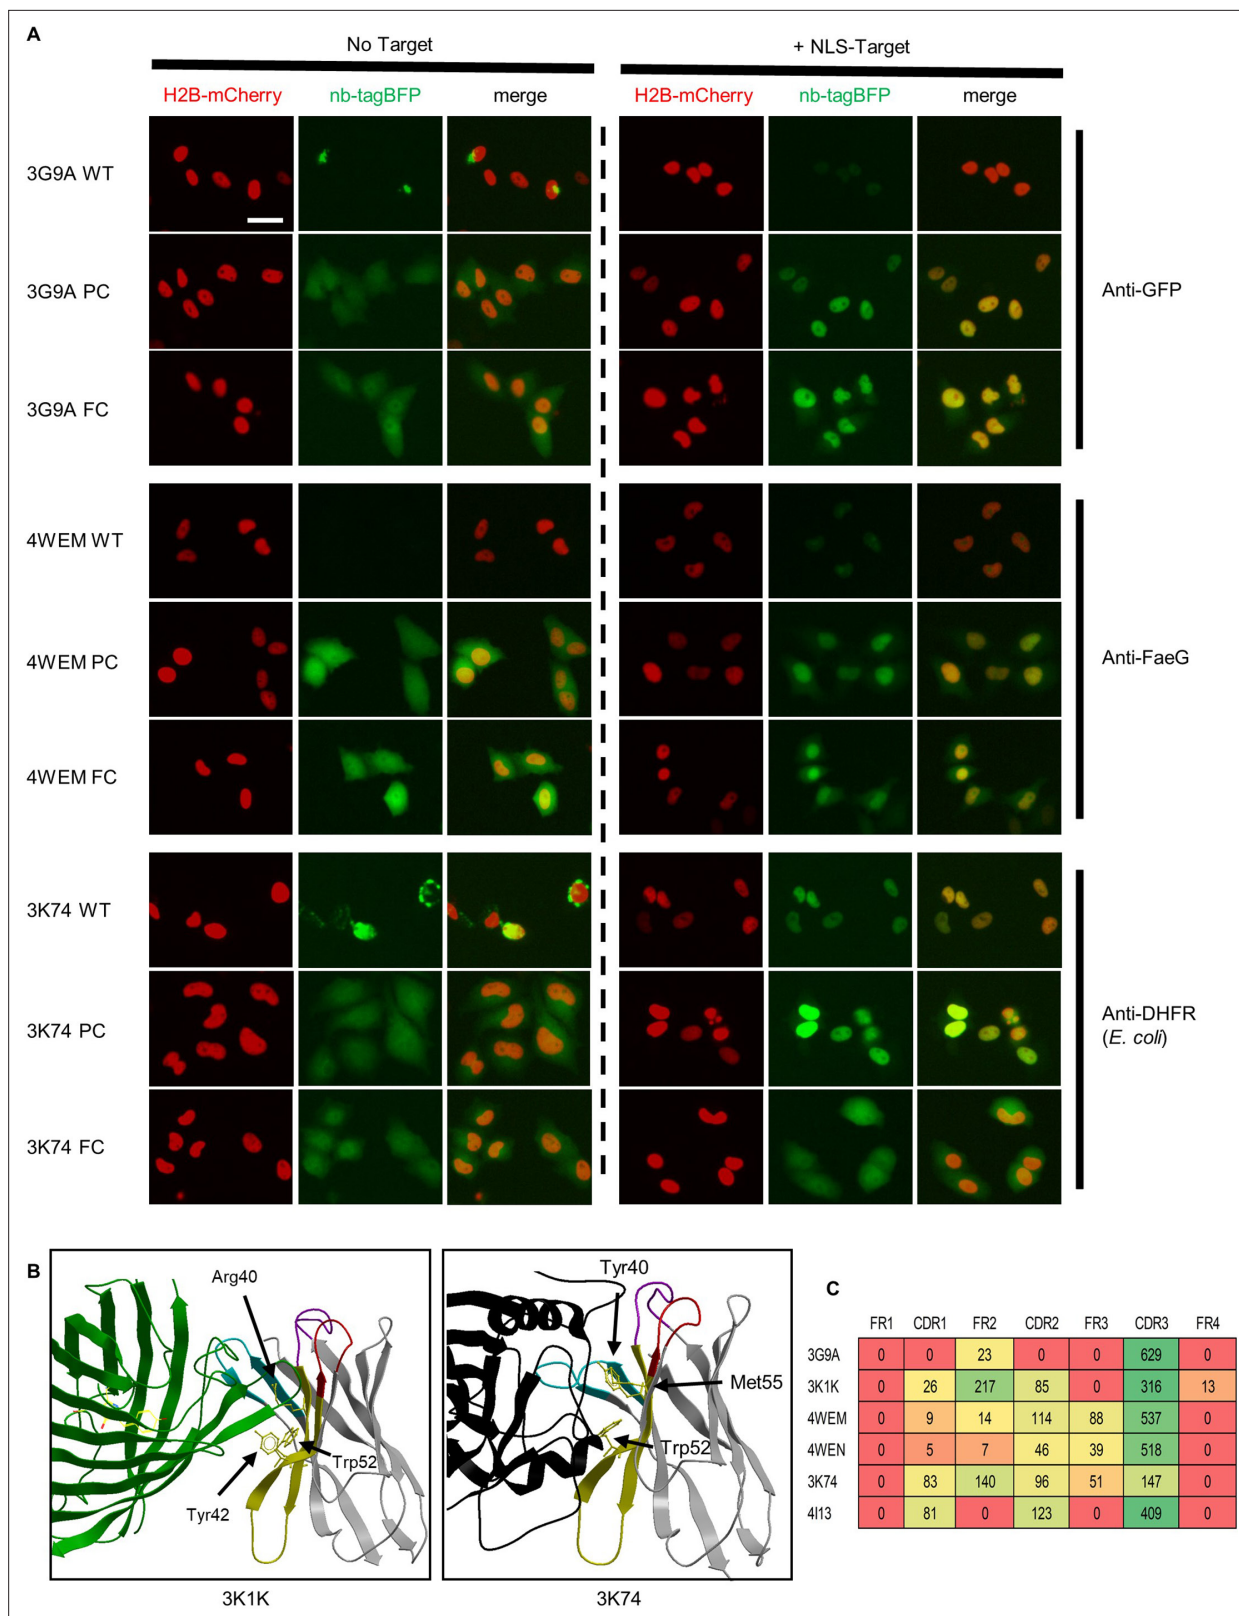 A
No Target
+ NLS-Target
H2B-mCherry nb-tagBFP merge H2B-mCherry nb-tagBFP merge
3G9A WT
3G9A PC
Anti-GFP
3G9A FC
4WEM WT
4WEM PC
Anti-FaeG
4WEM FC
3K74 WT
3K74 PC
Anti-DHFR
(E. coli)
3K74 FC
B
Arg40
Trp52
Tyr42
3K1K
Tyr40
Met55
Trp52
3K74
C
FR1 CDR1 FR2 CDR2 FR3 CDR3 FR4
3G9A 0 0 23 0 0 629 0
3K1K 0 26 217 85 0 316 13
4WEM 0 9 14 114 88 537 0
4WEN 0 5 7 46 39 518 0
3K74 0 83 140 96 51 147 0
4I13 0 81 0 123 0 409 0